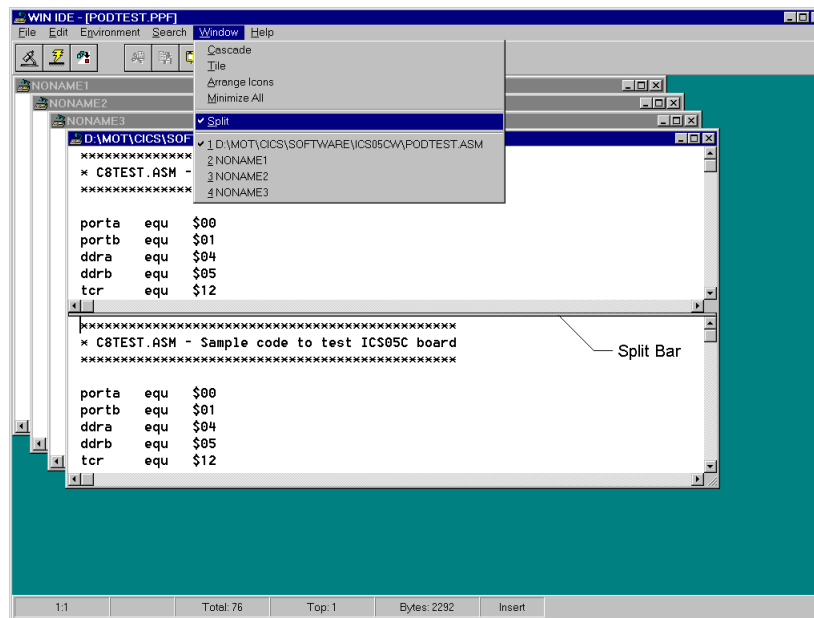 WIN IDE - [PODTEST.PPF]
File Edit Environment Search Window Help
Cascade
Tile
Arrange Icons
Minimize All
✔ Split
✔ 1 D:\MOT\CICS\SOFTWARE\ICS05CW\PODTEST.ASM
2 NONAME1
3 NONAME2
4 NONAME3
NONAME1
NONAME2
NONAME3
D:\MOT\CICS\SOF
**************
* C8TEST.ASM -
**************
porta equ $00
portb equ $01
ddra equ $04
ddrb equ $05
tcr equ $12
***********************************************
* C8TEST.ASM - Sample code to test ICS05C board
***********************************************
Split Bar
porta equ $00
portb equ $01
ddra equ $04
ddrb equ $05
tcr equ $12
1:1 Total: 76 Top: 1 Bytes: 2292 Insert